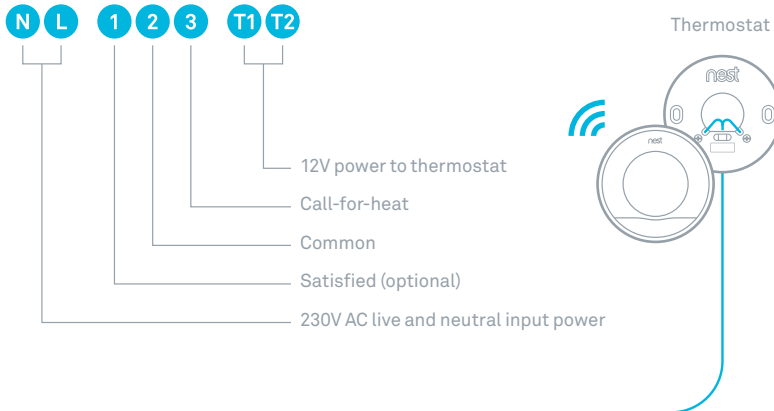 N L 1 2 3 T1 T2
Thermostat
nest
nest
12V power to thermostat
Call-for-heat
Common
Satisfied (optional)
230V AC live and neutral input power